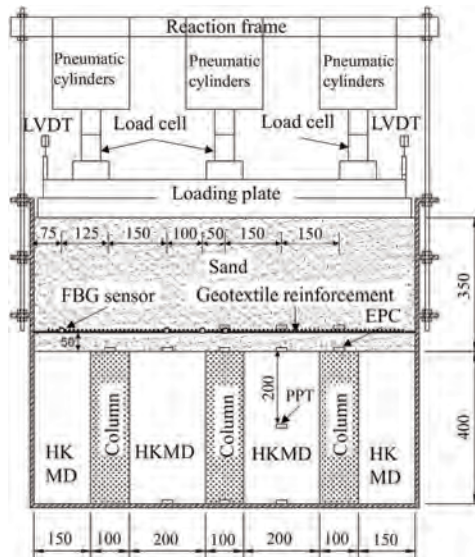 Reaction frame
Pneumatic
cylinders
Pneumatic
cylinders
Pneumatic
cylinders
LVDT
Load cell
Load cell
LVDT
Loading plate
75
125
150
100
50
150
150
Sand
FBG sensor
Geotextile reinforcement
EPC
50
350
200
PPT
Column
Column
Column
HK
MD
HKMD
HKMD
HK
MD
400
150
100
200
100
200
100
150